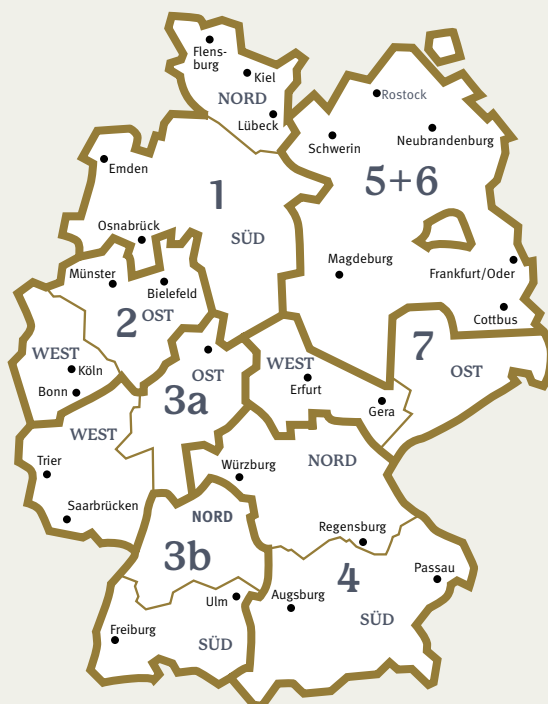 Flens-
burg
Kiel
NORD
Rostock
Lübeck
Schwerin
Neubrandenburg
Emden
1
5+6
Osnabrück
SÜD
Münster
Magdeburg
Frankfurt/Oder
Bielefeld
2 OST
Cottbus
WEST
Köln
Bonn
OST
3a
WEST
Erfurt
7
OST
Gera
WEST
Trier
Würzburg
NORD
Saarbrücken
NORD
Regensburg
3b
4
Passau
Ulm
Augsburg
Freiburg
SÜD
SÜD